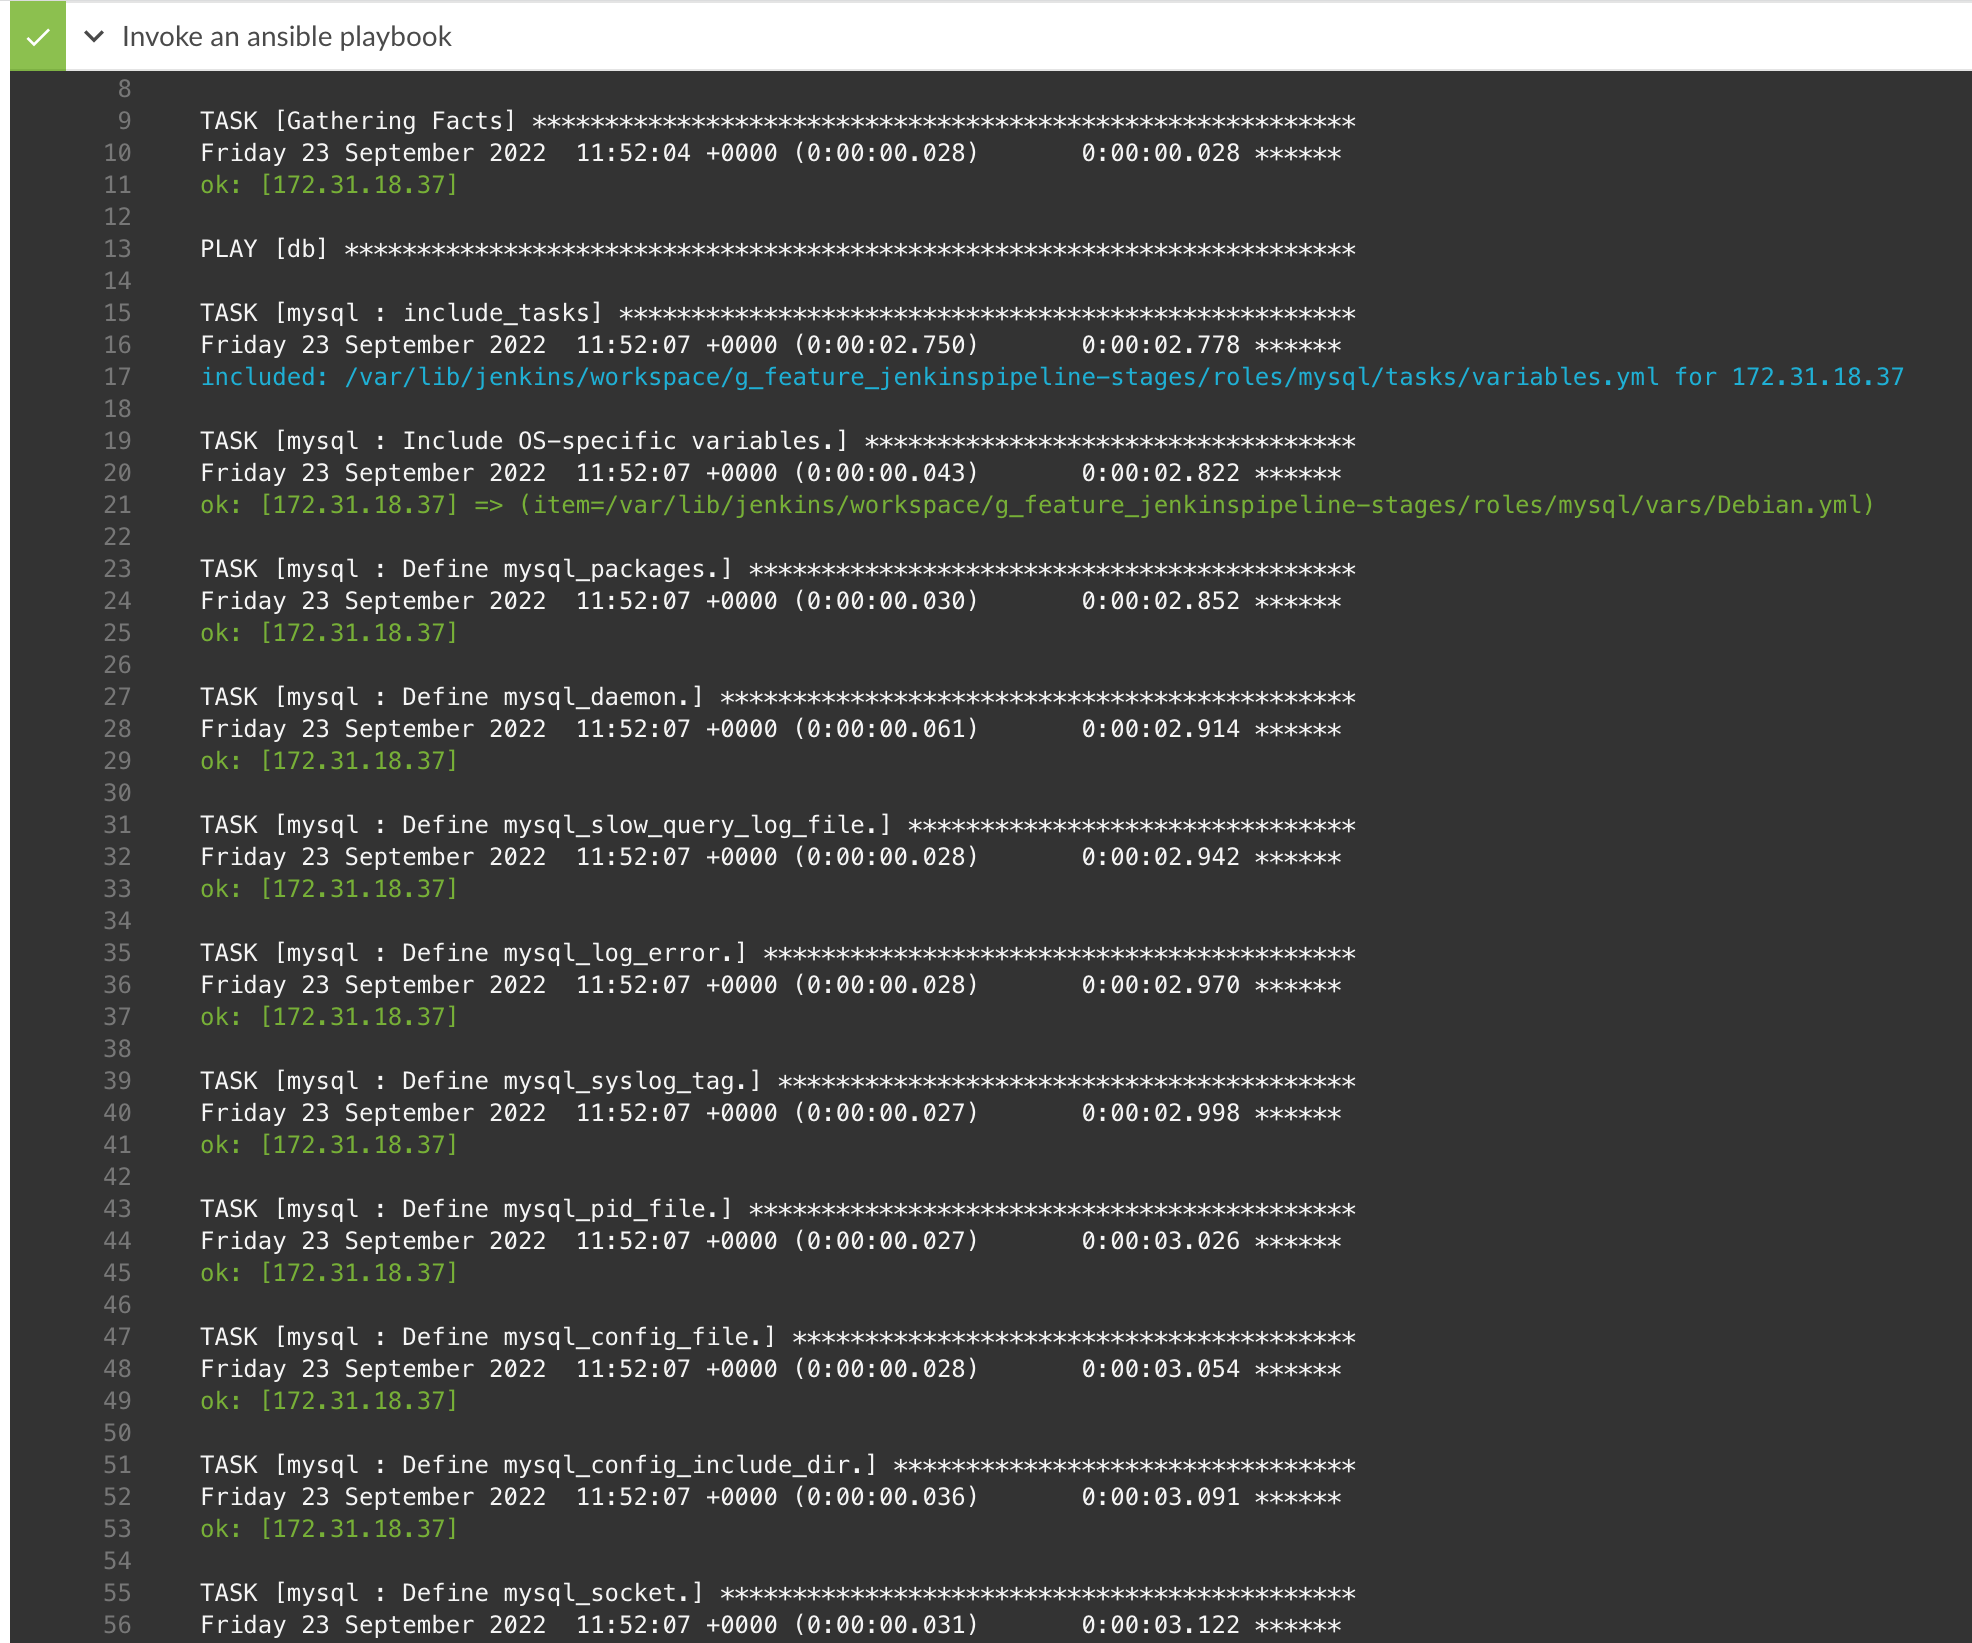 Invoke an ansible playbook
8
9 TASK [Gathering Facts] *********************************************************
10 Friday 23 September 2022  11:52:04 +0000 (0:00:00.028)       0:00:00.028 ******
11 ok: [172.31.18.37]
12
13 PLAY [db] **********************************************************************
14
15 TASK [mysql : include_tasks] ***************************************************
16 Friday 23 September 2022  11:52:07 +0000 (0:00:02.750)       0:00:02.778 ******
17 included: /var/lib/jenkins/workspace/g_feature_jenkinspipeline-stages/roles/mysql/tasks/variables.yml for 172.31.18.37
18
19 TASK [mysql : Include OS-specific variables.] **********************************
20 Friday 23 September 2022  11:52:07 +0000 (0:00:00.043)       0:00:02.822 ******
21 ok: [172.31.18.37] => (item=/var/lib/jenkins/workspace/g_feature_jenkinspipeline-stages/roles/mysql/vars/Debian.yml)
22
23 TASK [mysql : Define mysql_packages.] ******************************************
24 Friday 23 September 2022  11:52:07 +0000 (0:00:00.030)       0:00:02.852 ******
25 ok: [172.31.18.37]
26
27 TASK [mysql : Define mysql_daemon.] ********************************************
28 Friday 23 September 2022  11:52:07 +0000 (0:00:00.061)       0:00:02.914 ******
29 ok: [172.31.18.37]
30
31 TASK [mysql : Define mysql_slow_query_log_file.] *******************************
32 Friday 23 September 2022  11:52:07 +0000 (0:00:00.028)       0:00:02.942 ******
33 ok: [172.31.18.37]
34
35 TASK [mysql : Define mysql_log_error.] *****************************************
36 Friday 23 September 2022  11:52:07 +0000 (0:00:00.028)       0:00:02.970 ******
37 ok: [172.31.18.37]
38
39 TASK [mysql : Define mysql_syslog_tag.] ****************************************
40 Friday 23 September 2022  11:52:07 +0000 (0:00:00.027)       0:00:02.998 ******
41 ok: [172.31.18.37]
42
43 TASK [mysql : Define mysql_pid_file.] ******************************************
44 Friday 23 September 2022  11:52:07 +0000 (0:00:00.027)       0:00:03.026 ******
45 ok: [172.31.18.37]
46
47 TASK [mysql : Define mysql_config_file.] ***************************************
48 Friday 23 September 2022  11:52:07 +0000 (0:00:00.028)       0:00:03.054 ******
49 ok: [172.31.18.37]
50
51 TASK [mysql : Define mysql_config_include_dir.] ********************************
52 Friday 23 September 2022  11:52:07 +0000 (0:00:00.036)       0:00:03.091 ******
53 ok: [172.31.18.37]
54
55 TASK [mysql : Define mysql_socket.] ********************************************
56 Friday 23 September 2022  11:52:07 +0000 (0:00:00.031)       0:00:03.122 ******